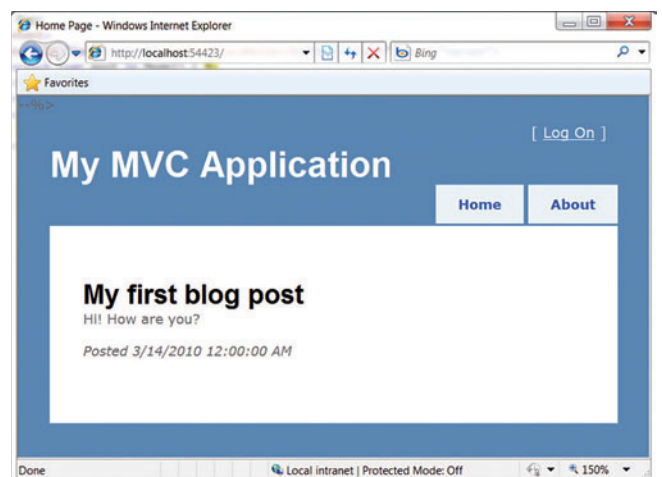 Home Page - Windows Internet Explorer
http://localhost:54423/
Bing
Favorites
--%>
[ Log On ]
My MVC Application
Home
About
My first blog post
Hi! How are you?
Posted 3/14/2010 12:00:00 AM
Done
Local intranet | Protected Mode: Off
150%